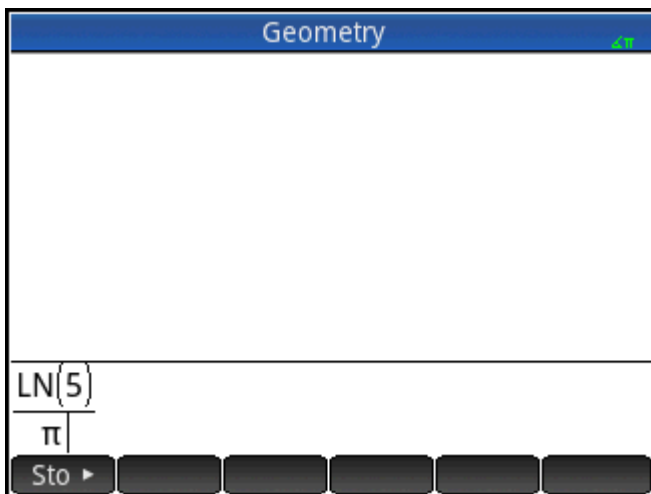 Geometry
∡π
LN(5)
π
Sto ►